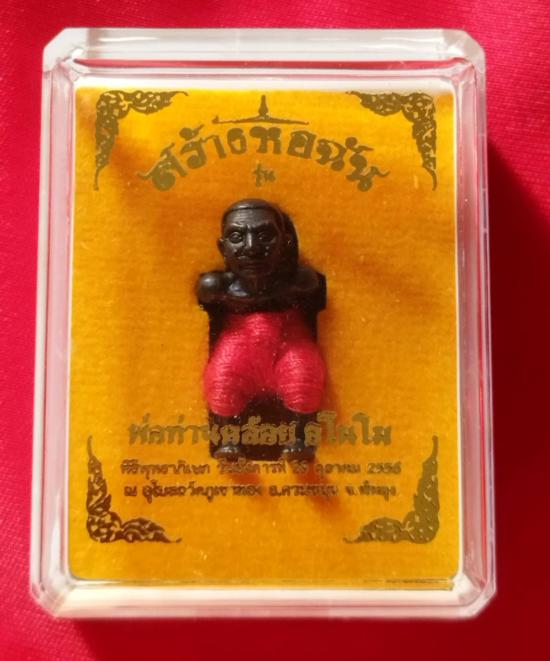 สร้างหอฉัน
รุ่น
พ่อท่านคล้อย อโนโม
พิธีพุทธาภิเษก วันอังคารที่ 29 ตุลาคม 2556
ณ อุโบสถวัดภูเขาทอง อ.ควนขนุน จ.พัทลุง